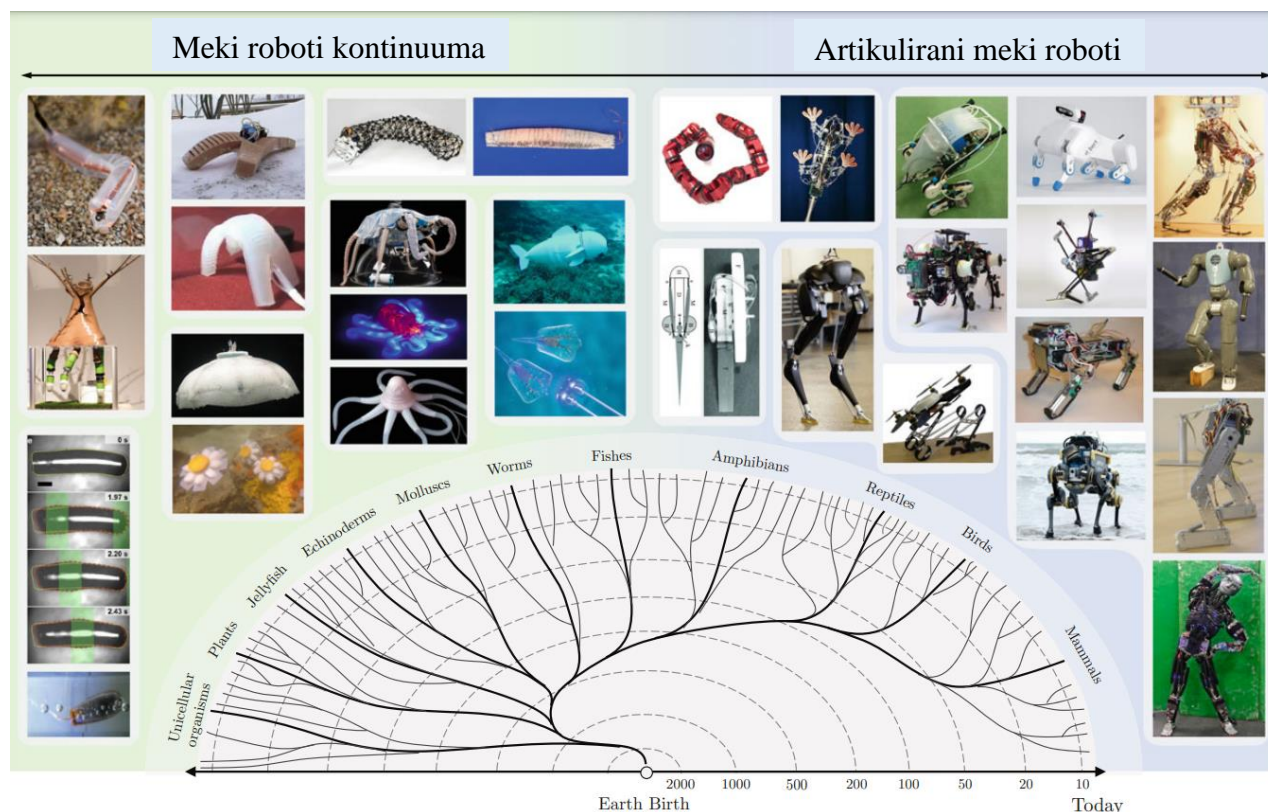 Meki roboti kontinuuma
Artikulirani meki roboti
0 s
1.97 s
2.20 s
2.43 s
Unicellular
organisms
Plants
Jellyfish
Echinoderms
Molluscs
Worms
Fishes
Amphibians
Reptiles
Birds
Mammals
2000 1000 500 200 100 50 20 10
Earth Birth
Today